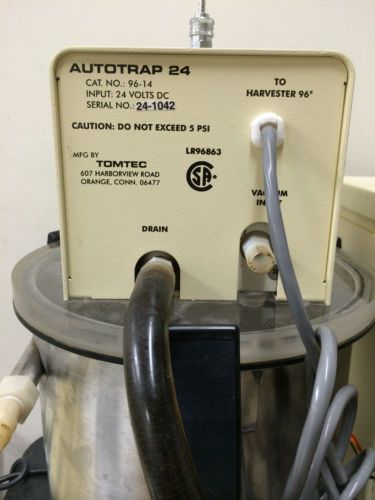 AUTOTRAP 24
CAT. NO.: 96-14
INPUT: 24 VOLTS DC
SERIAL NO.: 24-1042
TO
HARVESTER 96®
CAUTION: DO NOT EXCEED 5 PSI
MFG BY
TOMTEC
607 HARBORVIEW ROAD
ORANGE, CONN. 06477
LR96863
SA
VACUUM
DRAIN